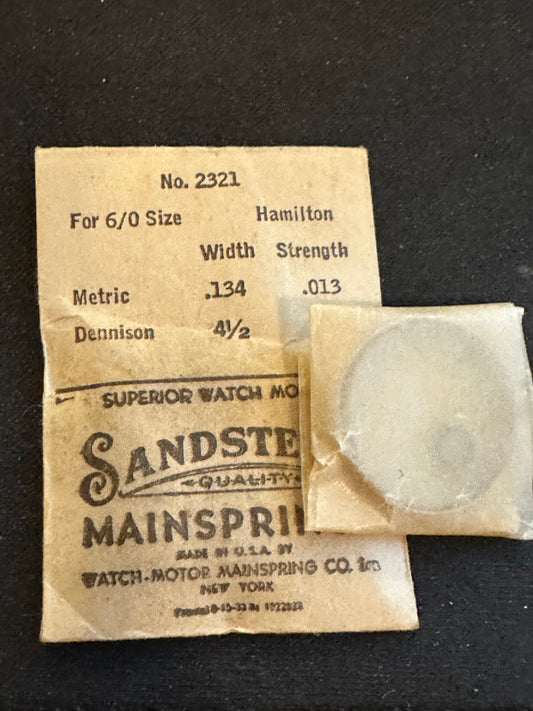 No. 2321
For 6/0 Size Hamilton
Width Strength
Metric .134 .013
Dennison 4½
SUPERIOR WATCH MO
SANDSTE
QUALITY
MAINSPRIN
MADE IN U.S.A. BY
WATCH-MOTOR MAINSPRING CO. Inc
NEW YORK